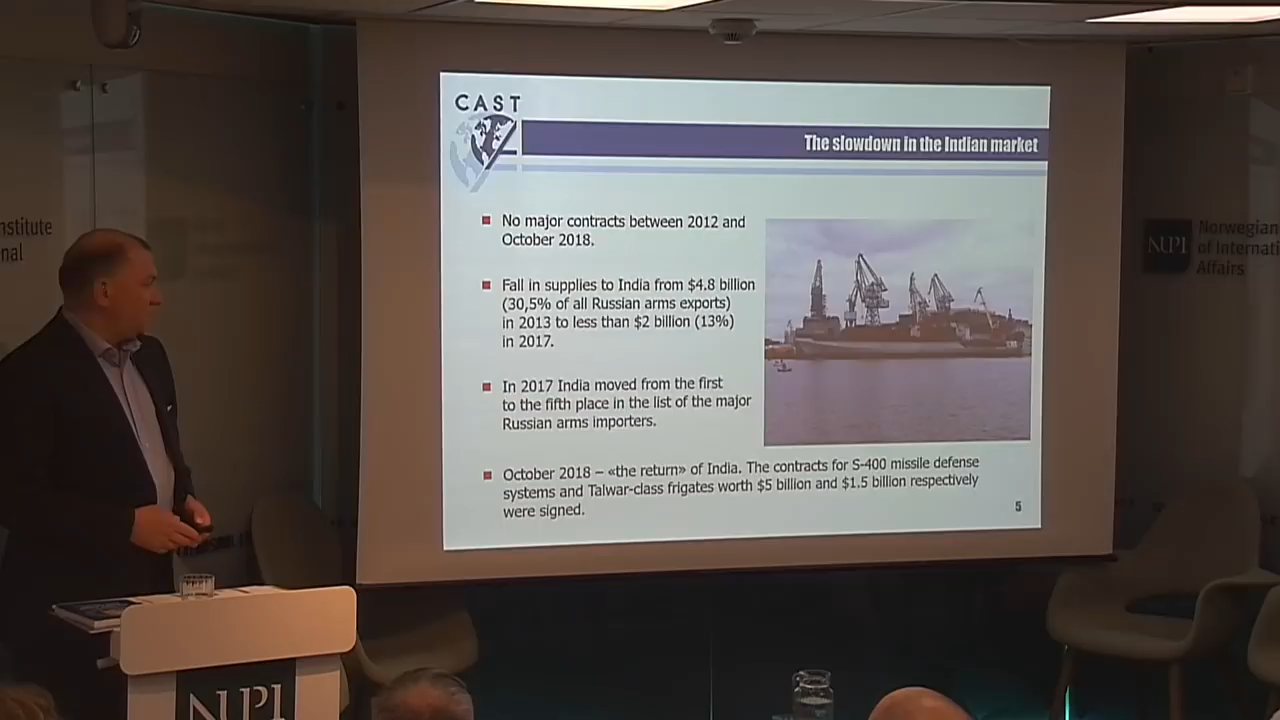 CAST
The slowdown in the Indian market
No major contracts between 2012 and
October 2018.
Fall in supplies to India from $4.8 billion
(30,5% of all Russian arms exports)
in 2013 to less than $2 billion (13%)
in 2017.
In 2017 India moved from the first
to the fifth place in the list of the major
Russian arms importers.
October 2018 – «the return» of India. The contracts for S-400 missile defense
systems and Talwar-class frigates worth $5 billion and $1.5 billion respectively
were signed.
5
nstitute
nal
NUPI
Norwegian
of Internati
Affairs
NUPI